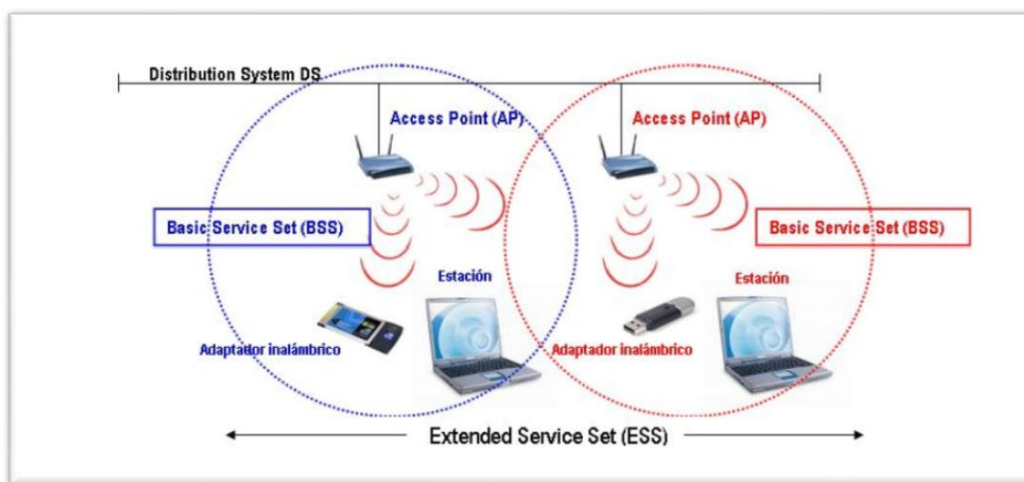 Distribution System DS
Access Point (AP)
Access Point (AP)
Basic Service Set (BSS)
Basic Service Set (BSS)
Estación
Estación
Adaptador inalámbrico
Adaptador inalámbrico
Extended Service Set (ESS)